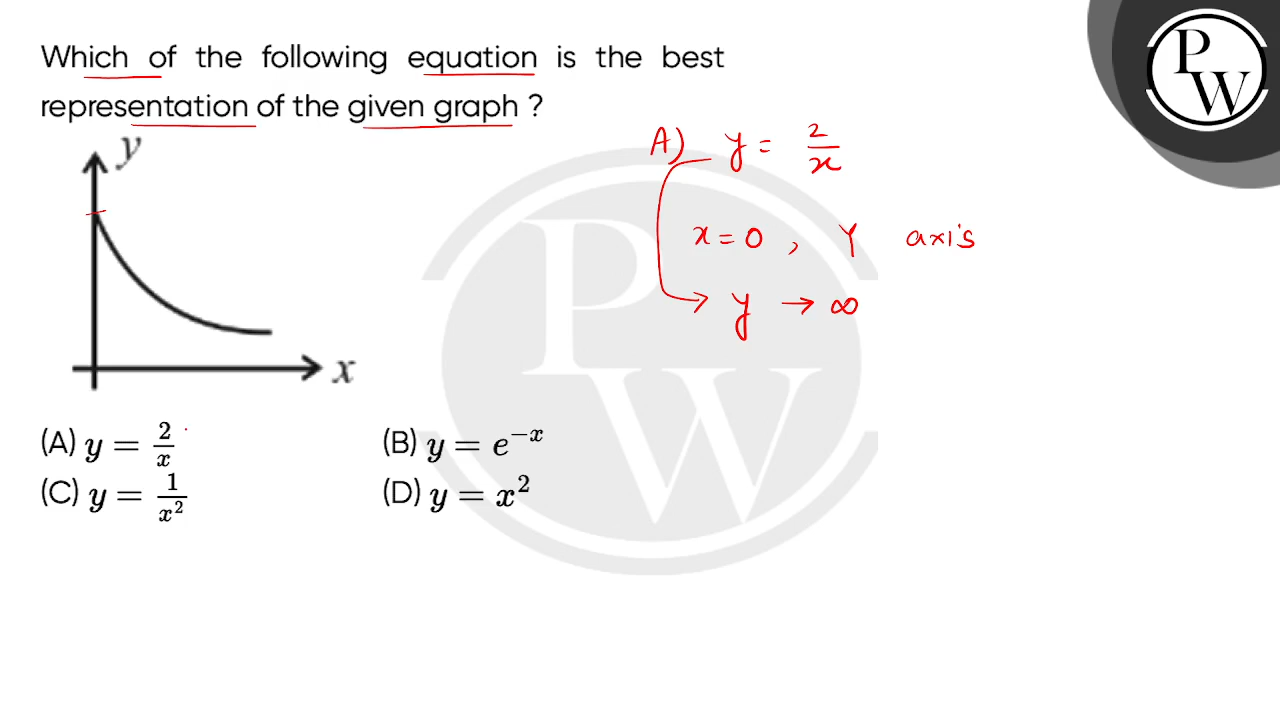 Which of the following equation is the best
representation of the given graph ?
y
x
A) y = 2/x
x = 0 , Y axis
y → ∞
(A) y = 2/x
(B) y = e^{-x}
(C) y = 1/x^2
(D) y = x^2
P
W
P
W